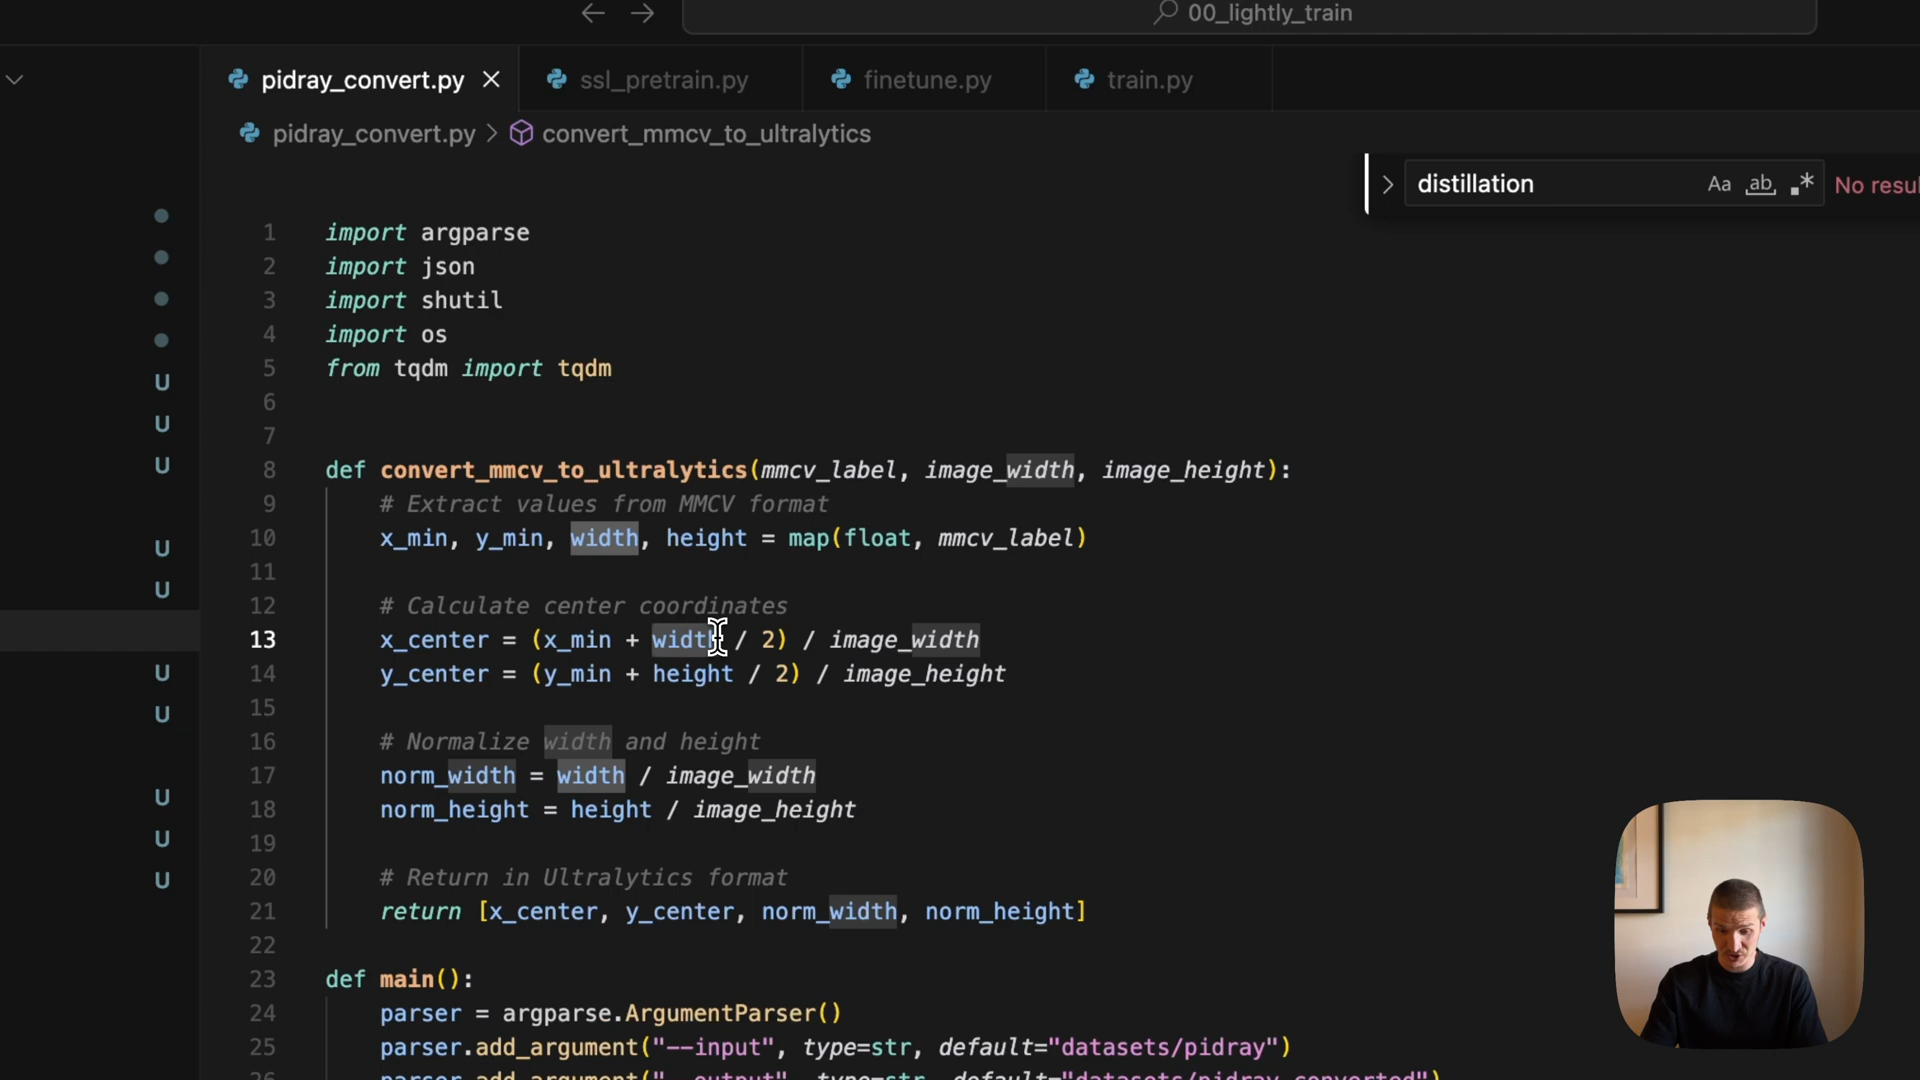 00_lightly_train
pidray_convert.py
ssl_pretrain.py
finetune.py
train.py
pidray_convert.py > convert_mmcv_to_ultralytics
distillation Aa ab .* No resul
1 import argparse
2 import json
3 import shutil
4 import os
5 from tqdm import tqdm
6
7
8 def convert_mmcv_to_ultralytics(mmcv_label, image_width, image_height):
9 # Extract values from MMCV format
10 x_min, y_min, width, height = map(float, mmcv_label)
11
12 # Calculate center coordinates
13 x_center = (x_min + width / 2) / image_width
14 y_center = (y_min + height / 2) / image_height
15
16 # Normalize width and height
17 norm_width = width / image_width
18 norm_height = height / image_height
19
20 # Return in Ultralytics format
21 return [x_center, y_center, norm_width, norm_height]
22
23 def main():
24 parser = argparse.ArgumentParser()
25 parser.add_argument("--input", type=str, default="datasets/pidray")
26 parser.add_argument("--output", type=str, default="datasets/pidray_converted")
U
U
U
U
U
U
U
U
U
U